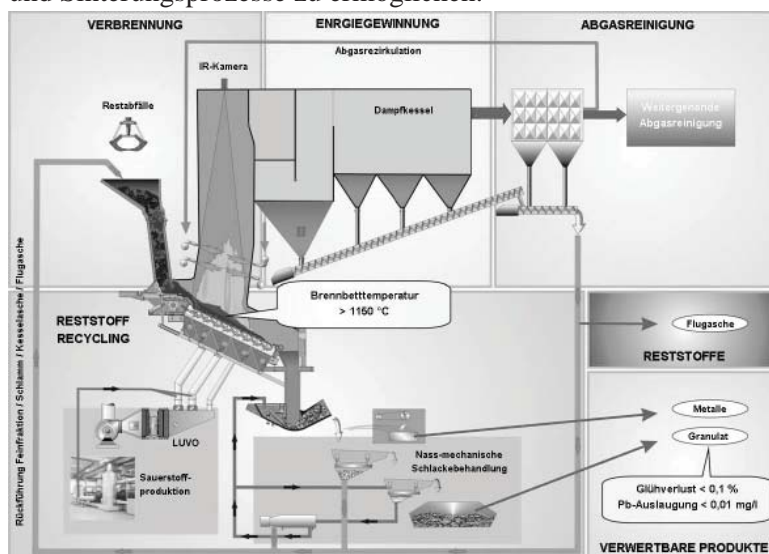 und Sinterungsprozesse zu ermöglichen.
VERBRENNUNG
ENRGIEGEWINNUNG
ABGASREINIGUNG
Abgasrezirkulation
IR-Kamera
Restabfälle
Dampfkessel
Weitergehende
Abgasreinigung
Brennbetttemperatur
> 1150 °C
RESTSTOFF
RECYCLING
Rückführung Feinfraktion / Schlamm / Kesselasche / Flugasche
Flugasche
RESTSTOFFE
LUVO
Sauerstoff-
produktion
Nass-mechanische
Schlackebehandlung
Metalle
Granulat
Glühverlust < 0,1 %
Pb-Auslaugung < 0,01 mg/l
VERWERTBARE PRODUKTE